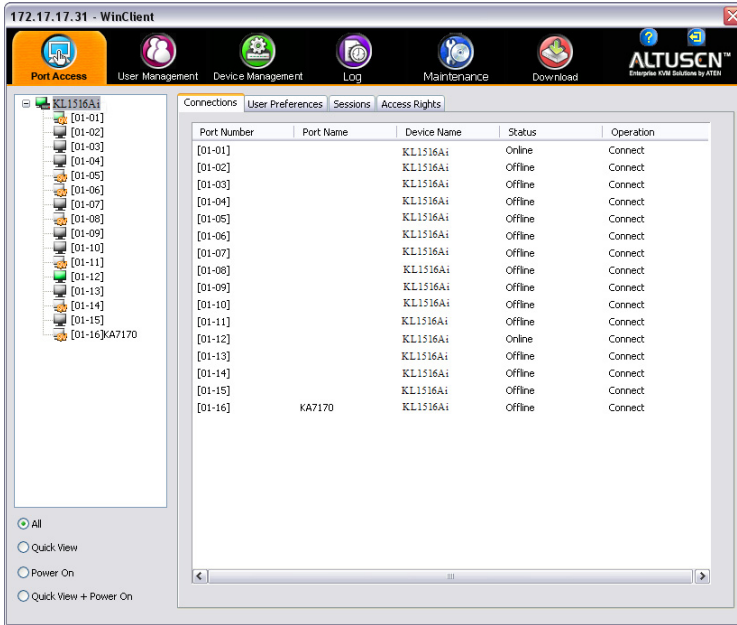 172.17.17.31 - WinClient
Port Access User Management Device Management Log Maintenance Download
ALTUSEN™
Enterprise KVM Solutions by ATEN
KL1516Ai
[01-01]
[01-02]
[01-03]
[01-04]
[01-05]
[01-06]
[01-07]
[01-08]
[01-09]
[01-10]
[01-11]
[01-12]
[01-13]
[01-14]
[01-15]
[01-16]KA7170
All
Quick View
Power On
Quick View + Power On
Connections User Preferences Sessions Access Rights
Port Number Port Name Device Name Status Operation
[01-01] KL1516Ai Online Connect
[01-02] KL1516Ai Offline Connect
[01-03] KL1516Ai Offline Connect
[01-04] KL1516Ai Offline Connect
[01-05] KL1516Ai Offline Connect
[01-06] KL1516Ai Offline Connect
[01-07] KL1516Ai Offline Connect
[01-08] KL1516Ai Offline Connect
[01-09] KL1516Ai Offline Connect
[01-10] KL1516Ai Offline Connect
[01-11] KL1516Ai Offline Connect
[01-12] KL1516Ai Online Connect
[01-13] KL1516Ai Offline Connect
[01-14] KL1516Ai Offline Connect
[01-15] KL1516Ai Offline Connect
[01-16] KA7170 KL1516Ai Offline Connect